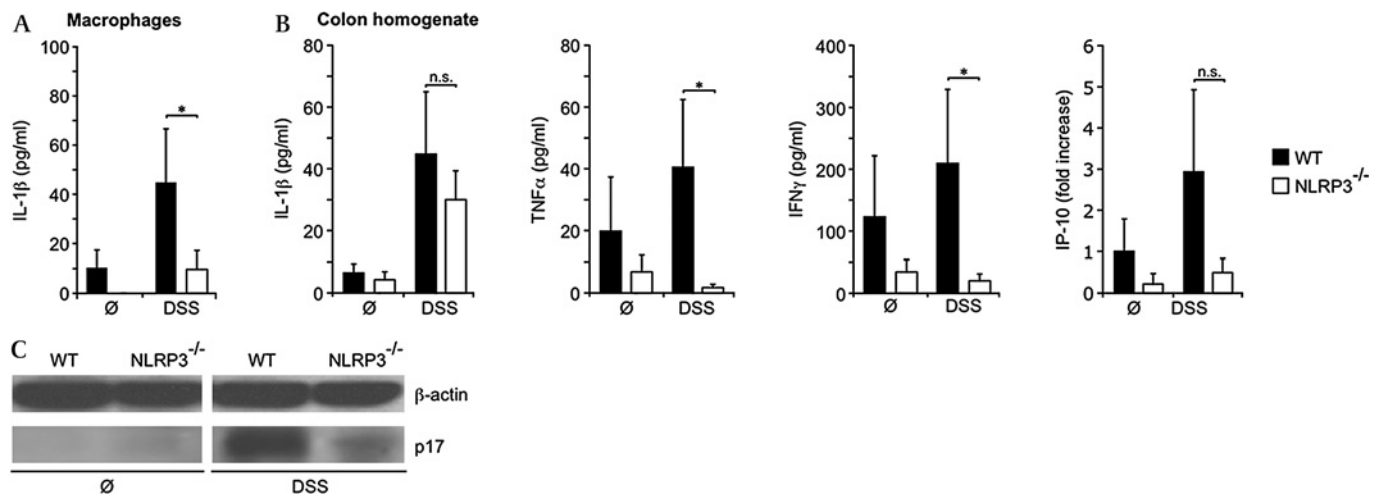 A Macrophages
IL-1β (pg/ml)
100
80
60
40
20
0
*
Ø DSS
B Colon homogenate
IL-1β (pg/ml)
80
60
40
20
0
n.s.
Ø DSS
TNFα (pg/ml)
80
60
40
20
0
*
Ø DSS
IFNγ (pg/ml)
400
300
200
100
0
*
Ø DSS
IP-10 (fold increase)
6
5
4
3
2
1
0
n.s.
Ø DSS
WT
NLRP3-/-
C
WT NLRP3-/- WT NLRP3-/-
β-actin
p17
Ø DSS